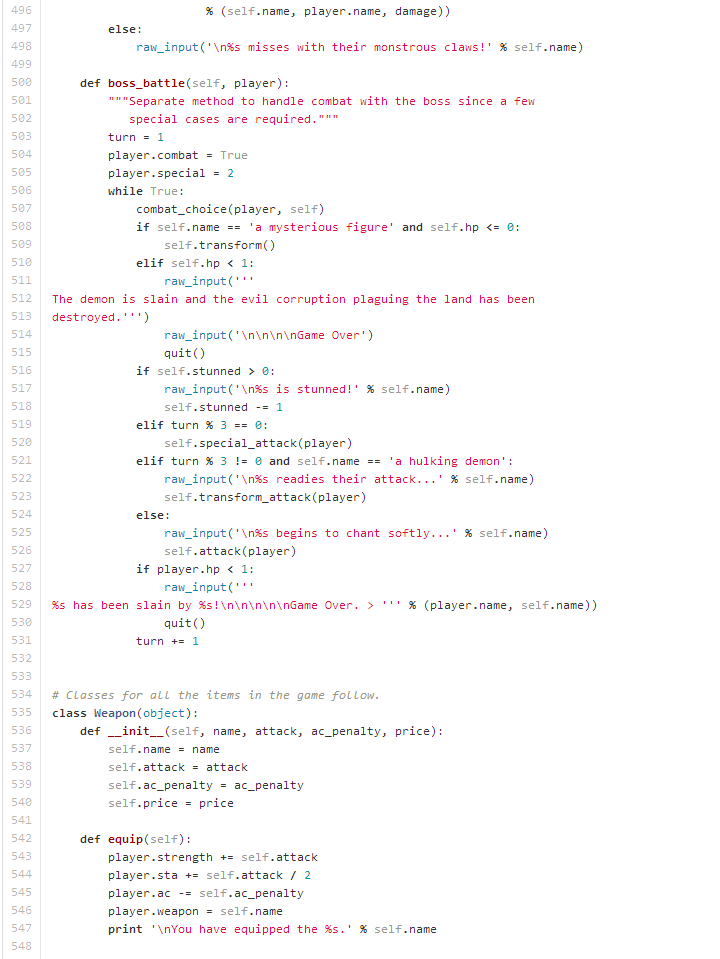 496                         % (self.name, player.name, damage))
497         else:
498             raw_input('\n%s misses with their monstrous claws!' % self.name)
499
500     def boss_battle(self, player):
501         """Separate method to handle combat with the boss since a few
502            special cases are required."""
503         turn = 1
504         player.combat = True
505         player.special = 2
506         while True:
507             combat_choice(player, self)
508             if self.name == 'a mysterious figure' and self.hp <= 0:
509                 self.transform()
510             elif self.hp < 1:
511                 raw_input('''
512 The demon is slain and the evil corruption plaguing the land has been
513 destroyed.''')
514                 raw_input('\n\n\n\nGame Over')
515                 quit()
516             if self.stunned > 0:
517                 raw_input('\n%s is stunned!' % self.name)
518                 self.stunned -= 1
519             elif turn % 3 == 0:
520                 self.special_attack(player)
521             elif turn % 3 != 0 and self.name == 'a hulking demon':
522                 raw_input('\n%s readies their attack...' % self.name)
523                 self.transform_attack(player)
524             else:
525                 raw_input('\n%s begins to chant softly...' % self.name)
526                 self.attack(player)
527             if player.hp < 1:
528                 raw_input('''
529 %s has been slain by %s!\n\n\n\n\nGame Over. > ''' % (player.name, self.name))
530                 quit()
531             turn += 1
532
533
534 # Classes for all the items in the game follow.
535 class Weapon(object):
536     def __init__(self, name, attack, ac_penalty, price):
537         self.name = name
538         self.attack = attack
539         self.ac_penalty = ac_penalty
540         self.price = price
541
542     def equip(self):
543         player.strength += self.attack
544         player.sta += self.attack / 2
545         player.ac -= self.ac_penalty
546         player.weapon = self.name
547         print '\nYou have equipped the %s.' % self.name
548